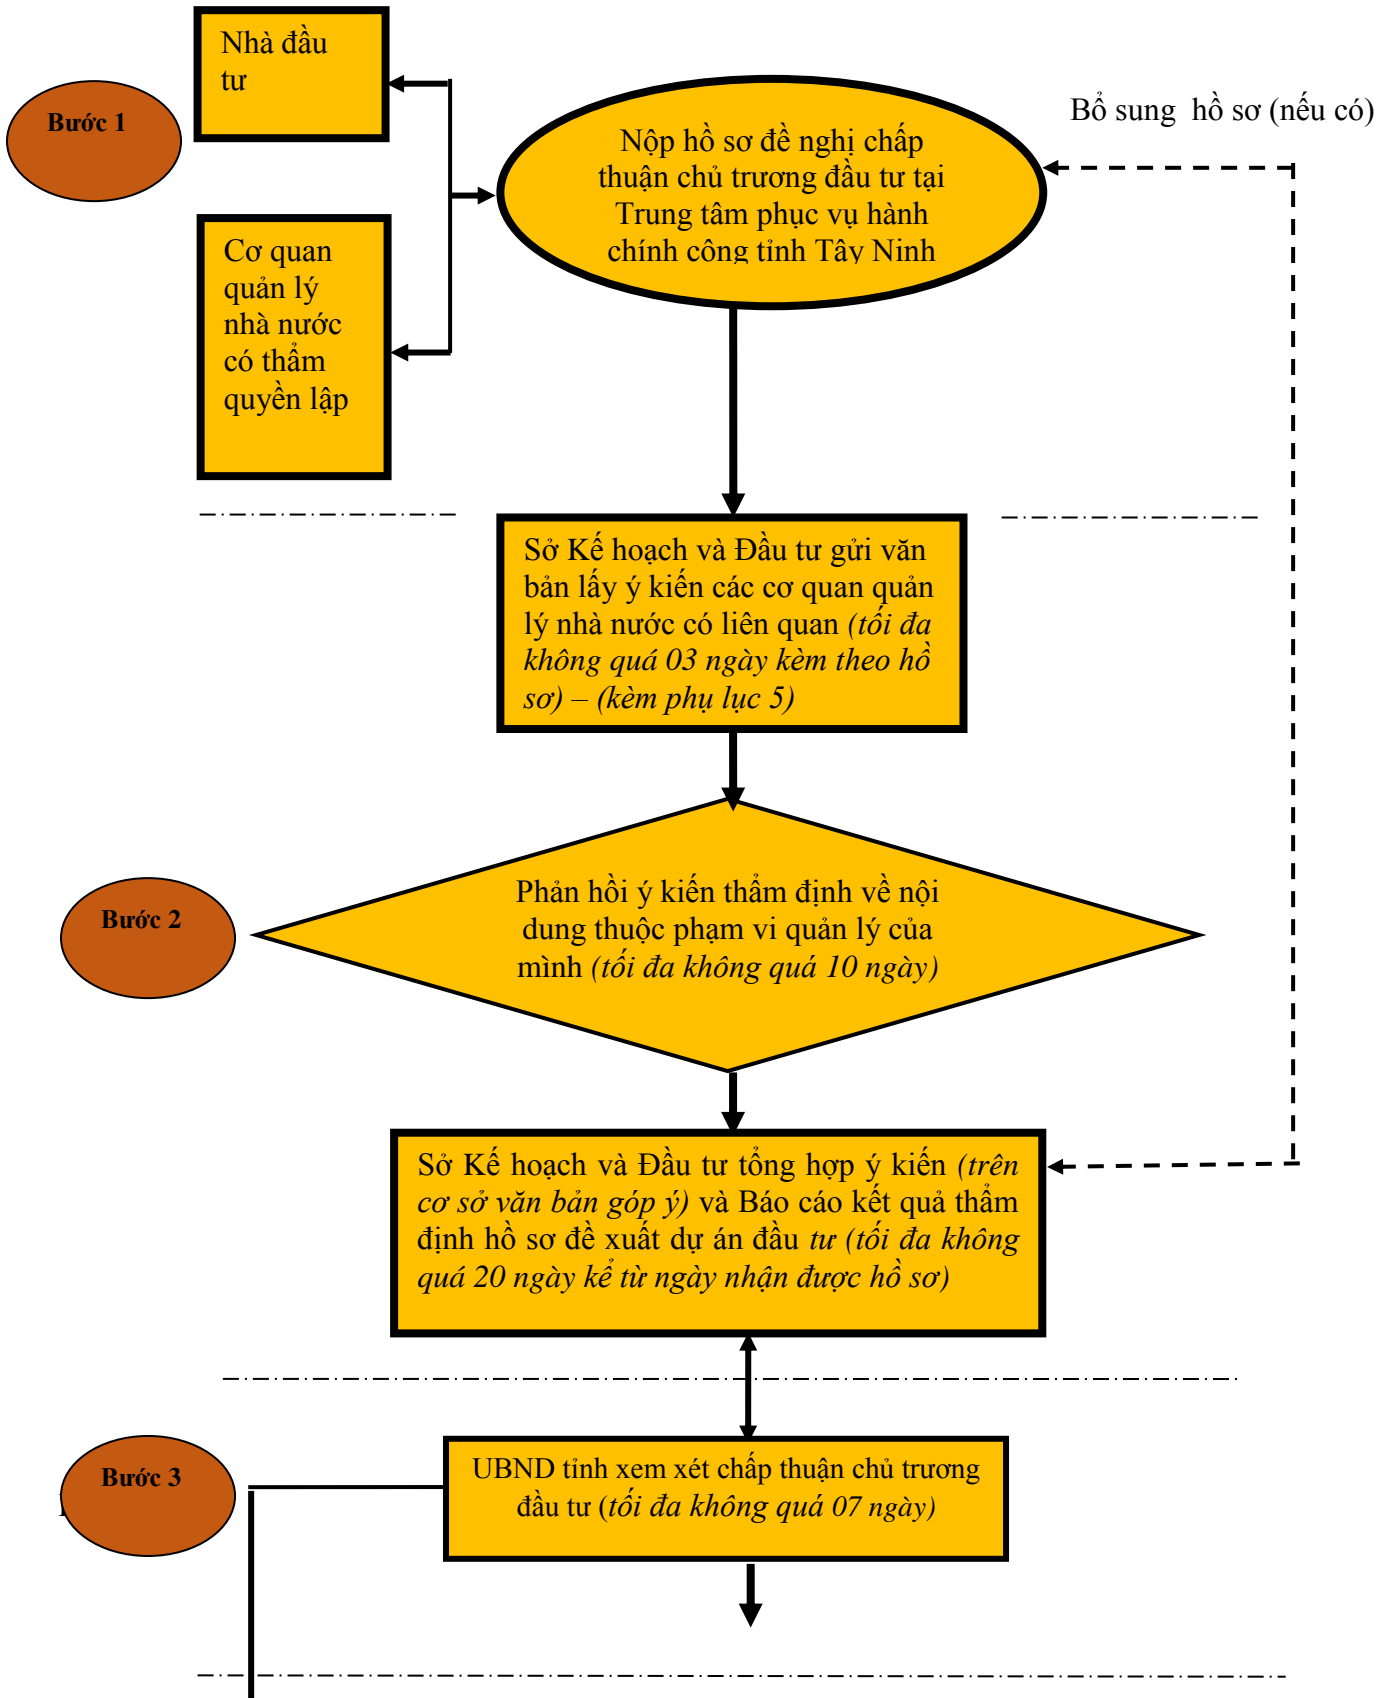 Nhà đầu
tư
Bước 1
Bổ sung hồ sơ (nếu có)
Nộp hồ sơ đề nghị chấp
thuận chủ trương đầu tư tại
Trung tâm phục vụ hành
chính công tỉnh Tây Ninh
Cơ quan
quản lý
nhà nước
có thẩm
quyền lập
Sở Kế hoạch và Đầu tư gửi văn
bản lấy ý kiến các cơ quan quản
lý nhà nước có liên quan (tối đa
không quá 03 ngày kèm theo hồ
sơ) – (kèm phụ lục 5)
Bước 2
Phản hồi ý kiến thẩm định về nội
dung thuộc phạm vi quản lý của
mình (tối đa không quá 10 ngày)
Sở Kế hoạch và Đầu tư tổng hợp ý kiến (trên
cơ sở văn bản góp ý) và Báo cáo kết quả thẩm
định hồ sơ đề xuất dự án đầu tư (tối đa không
quá 20 ngày kể từ ngày nhận được hồ sơ)
Bước 3
UBND tỉnh xem xét chấp thuận chủ trương
đầu tư (tối đa không quá 07 ngày)